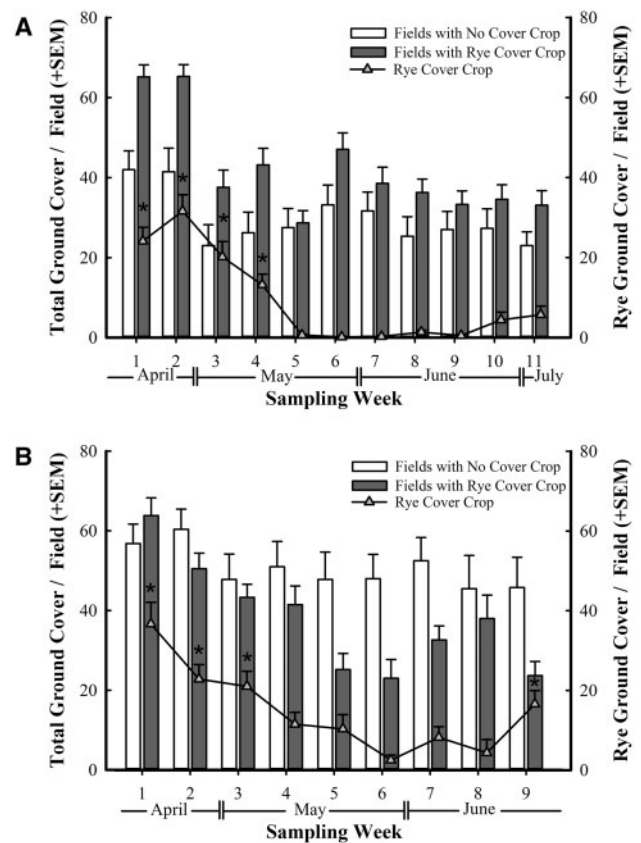 A
Total Ground Cover / Field (+SEM)
80
60
40
20
0
Fields with No Cover Crop
Fields with Rye Cover Crop
Rye Cover Crop
* * * *
80
60
40
20
0
Rye Ground Cover / Field (+SEM)
1 2 3 4 5 6 7 8 9 10 11
April May June July
Sampling Week
B
Total Ground Cover / Field (+SEM)
80
60
40
20
0
Fields with No Cover Crop
Fields with Rye Cover Crop
Rye Cover Crop
* * * *
80
60
40
20
0
Rye Ground Cover / Field (+SEM)
1 2 3 4 5 6 7 8 9
April May June
Sampling Week